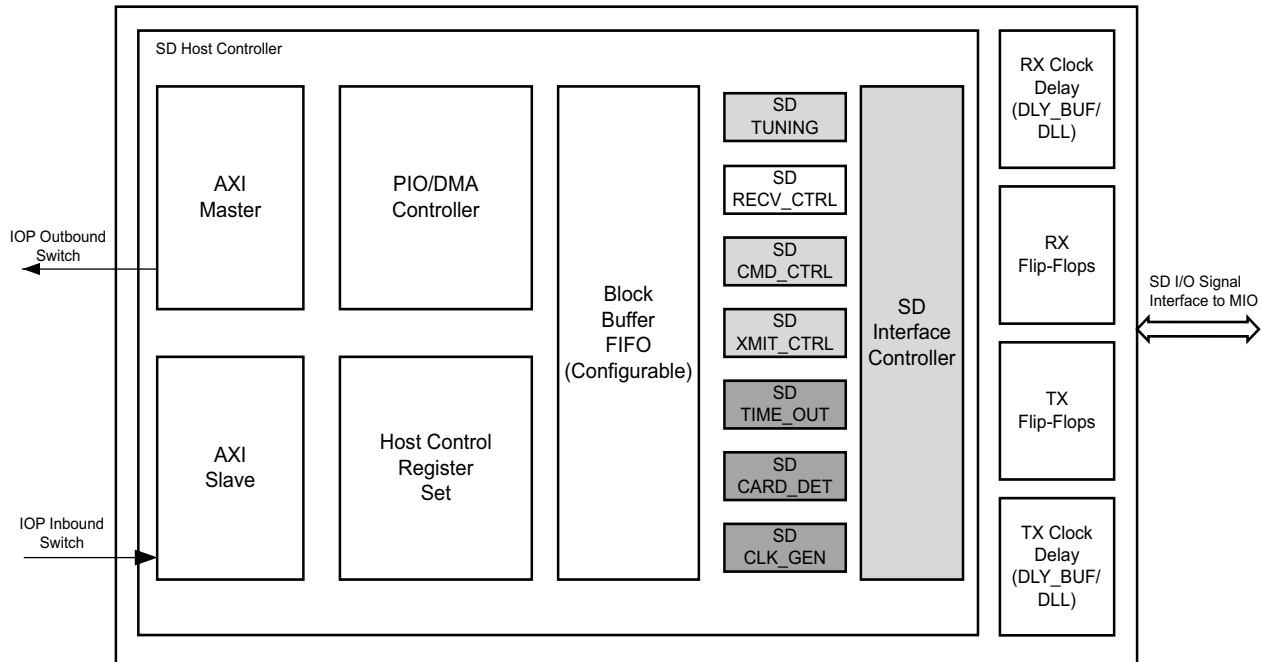 SD Host Controller
AXI
Master
PIO/DMA
Controller
IOP Outbound
Switch
AXI
Slave
Host Control
Register
Set
IOP Inbound
Switch
Block
Buffer
FIFO
(Configurable)
SD
TUNING
SD
RECV_CTRL
SD
CMD_CTRL
SD
XMIT_CTRL
SD
TIME_OUT
SD
CARD_DET
SD
CLK_GEN
SD
Interface
Controller
RX Clock
Delay
(DLY_BUF/
DLL)
RX
Flip-Flops
TX
Flip-Flops
TX Clock
Delay
(DLY_BUF/
DLL)
SD I/O Signal
Interface to MIO